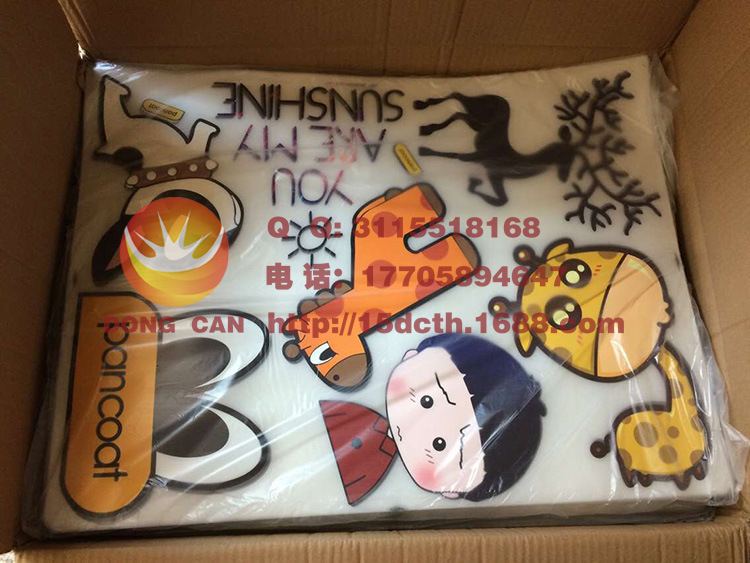 YOU
ARE MY
SUNSHINE
Q Q: 3115518168
电 话: 17705894647
DONG CAN http://15dcth.1688.com
pancoat